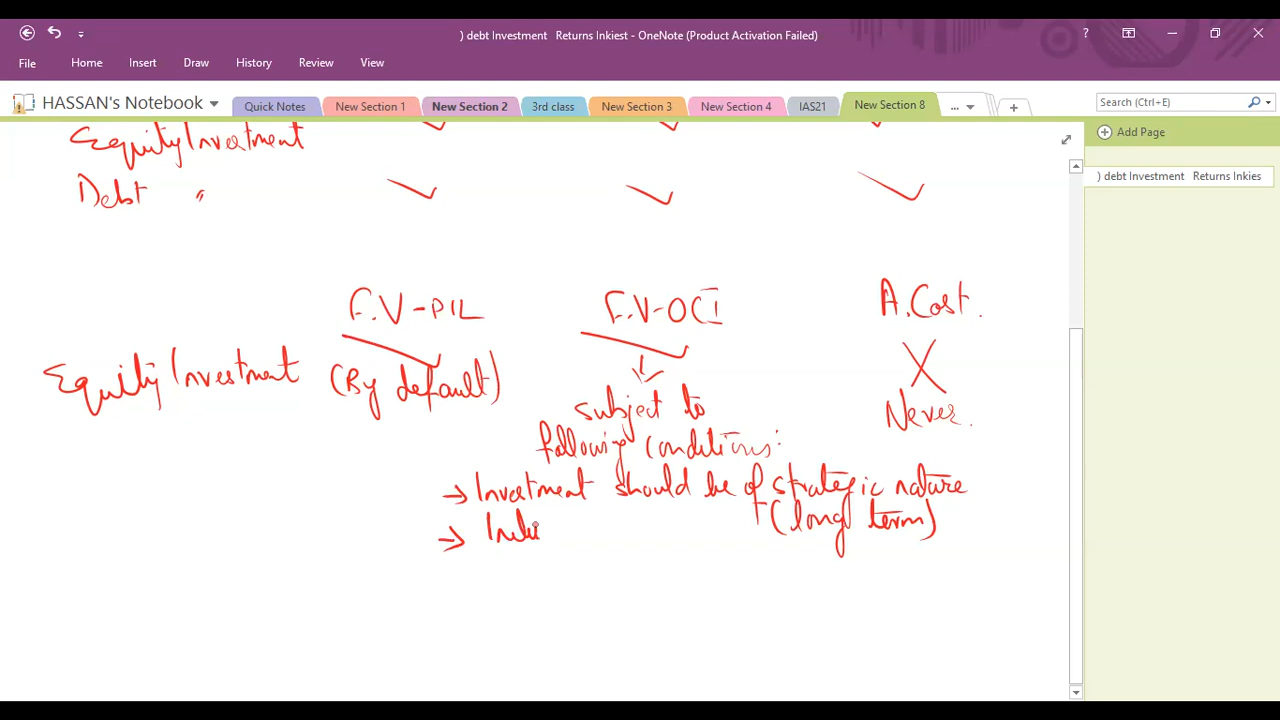 ) debt Investment Returns Inkiest - OneNote (Product Activation Failed)
?
File Home Insert Draw History Review View
HASSAN's Notebook Quick Notes New Section 1 New Section 2 3rd class New Section 3 New Section 4 IAS21 New Section 8 ... Search (Ctrl+E)
Add Page
) debt Investment Returns Inkies
Equity Investment
Debt "
F.V-PIL F.V-OCI A.Cost.
Equity Investment (By default)
Never.
subject to
following conditions:
→ Investment should be of strategic nature
(long term)